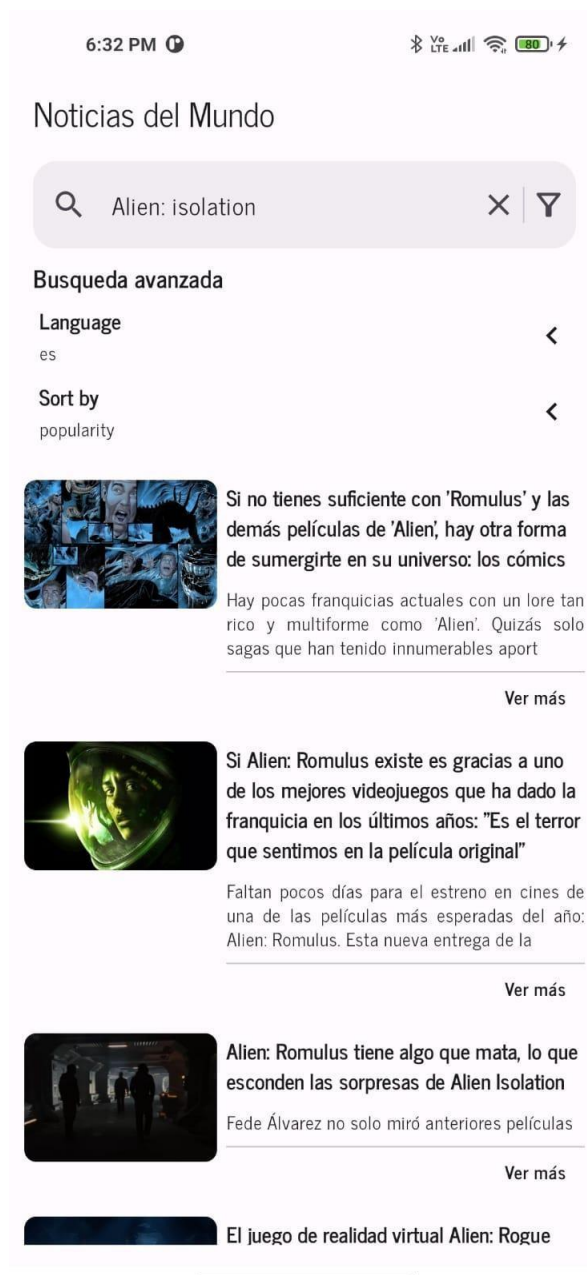 6:32 PM
Vo
LTE
80
Noticias del Mundo
Alien: isolation
Busqueda avanzada
Language
es
Sort by
popularity
Si no tienes suficiente con 'Romulus' y las
demás películas de 'Alien', hay otra forma
de sumergirte en su universo: los cómics
Hay pocas franquicias actuales con un lore tan
rico y multiforme como 'Alien'. Quizás solo
sagas que han tenido innumerables aport
Ver más
Si Alien: Romulus existe es gracias a uno
de los mejores videojuegos que ha dado la
franquicia en los últimos años: "Es el terror
que sentimos en la película original"
Faltan pocos días para el estreno en cines de
una de las películas más esperadas del año:
Alien: Romulus. Esta nueva entrega de la
Ver más
Alien: Romulus tiene algo que mata, lo que
esconden las sorpresas de Alien Isolation
Fede Álvarez no solo miró anteriores películas
Ver más
El juego de realidad virtual Alien: Rogue